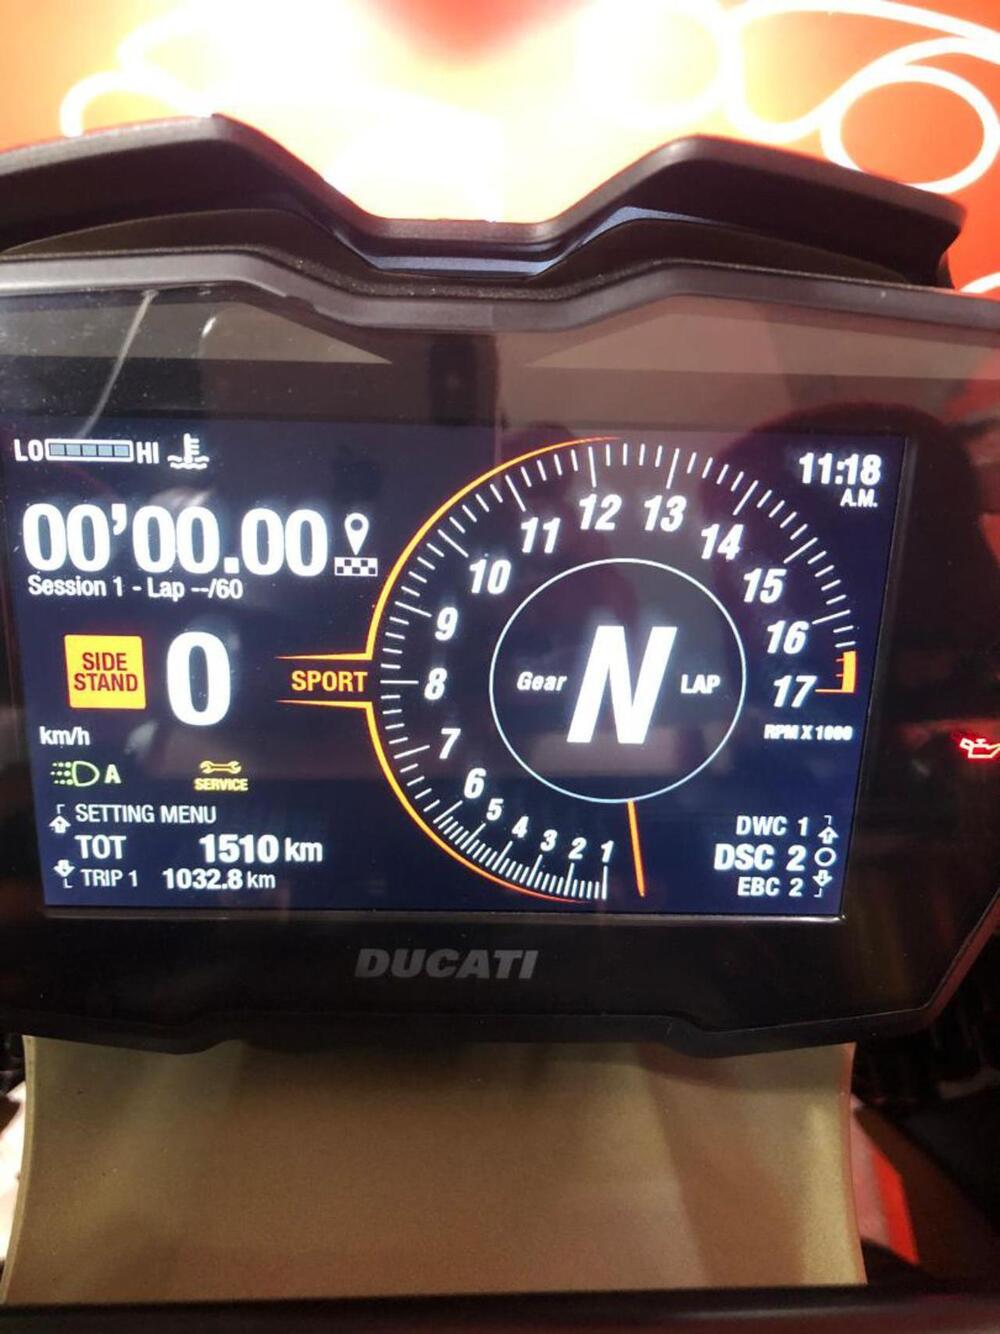 LO HI
11:18
A.M.
00'00.00
Session 1 - Lap --/60
SIDE
STAND
0
km/h
A
SERVICE
SETTING MENU
TOT 1510 km
TRIP 1 1032.8 km
SPORT
1 2 3 4 5 6 7 8 9 10 11 12 13 14 15 16 17
RPM X 1000
Gear N LAP
DWC 1
DSC 2
EBC 2
DUCATI